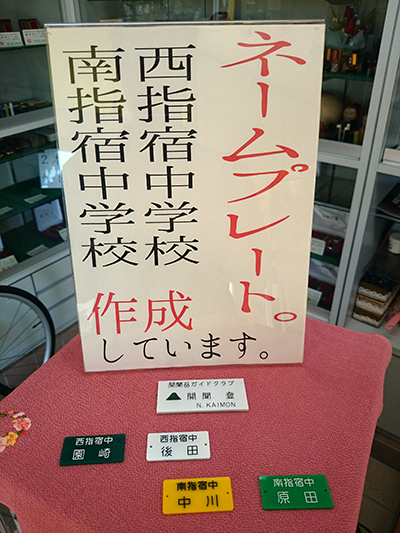 ネームプレート。
西指宿中学校
南指宿中学校
作成
しています。
開聞岳ガイドクラブ
開聞 登
N. KAIMON
西指宿中
園崎
西指宿中
後田
南指宿中
中川
南指宿中
原田
2